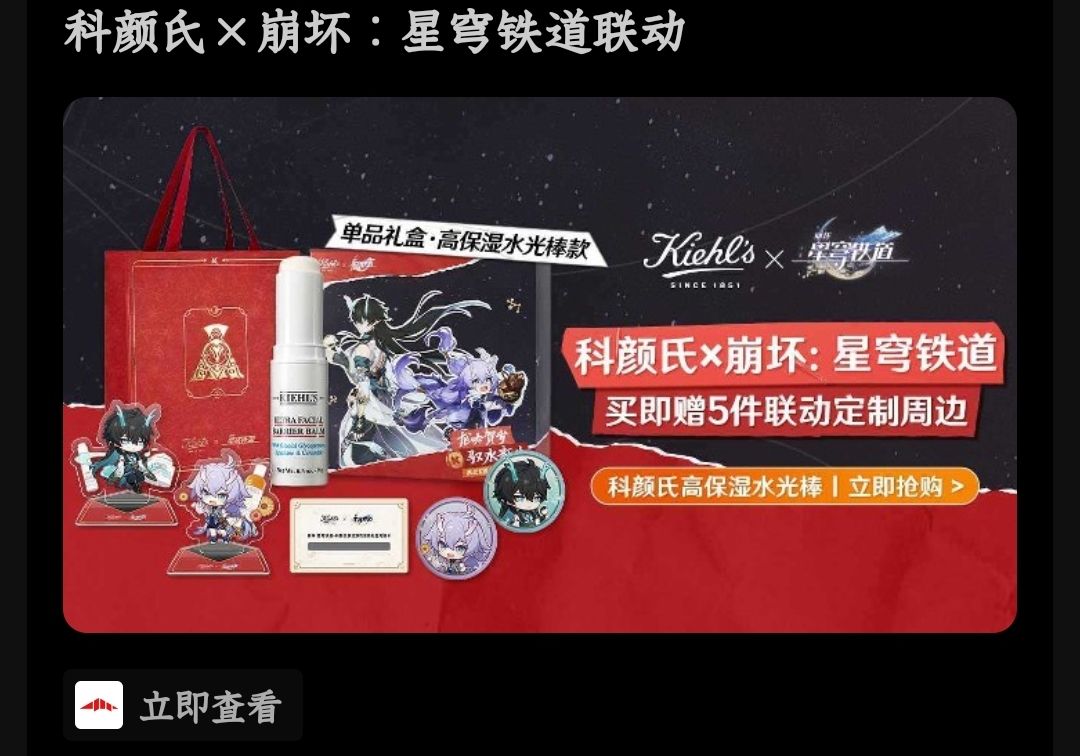 科颜氏×崩坏：星穹铁道联动
单品礼盒·高保湿水光棒款
Kiehl's
SINCE 1851
×
崩坏
星穹铁道
科颜氏×崩坏: 星穹铁道
买即赠5件联动定制周边
科颜氏高保湿水光棒 | 立即抢购 >
KIEHL'S
ULTRA FACIAL
BARRIER BALM
立即查看